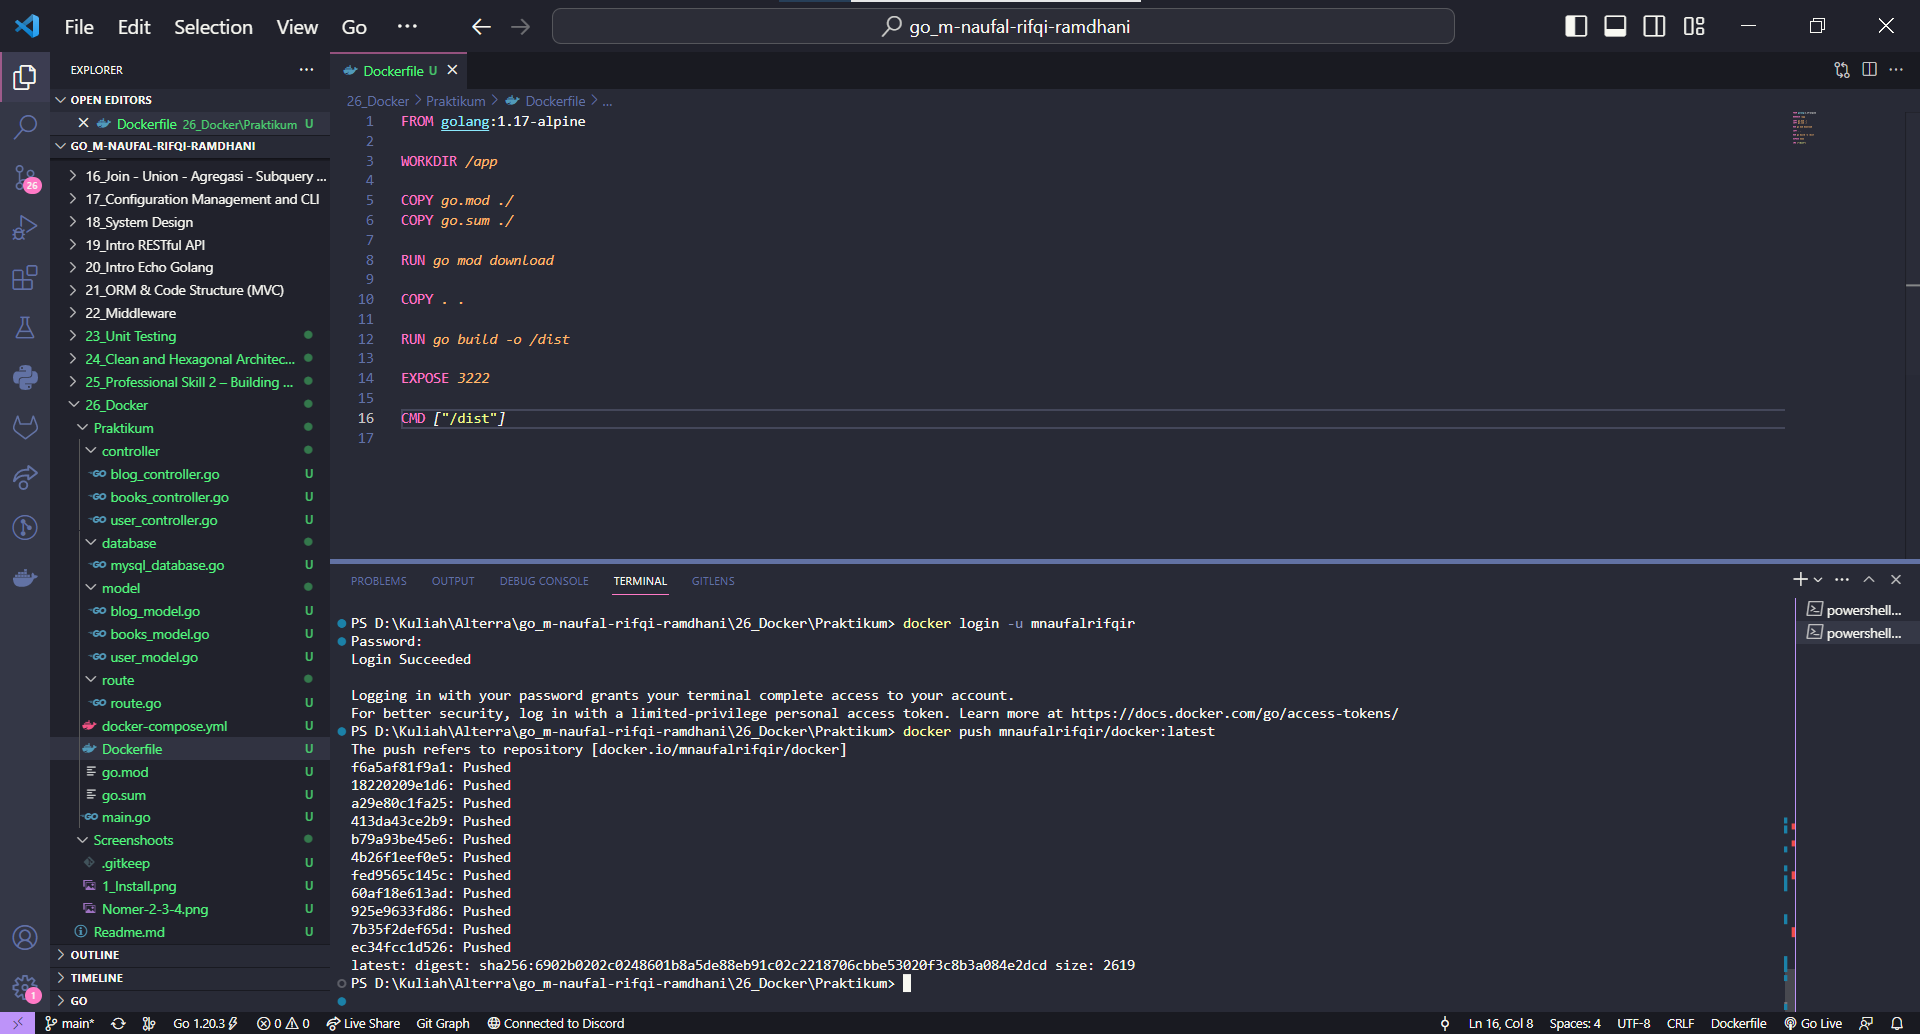 File Edit Selection View Go ··· go_m-naufal-rifqi-ramdhani
EXPLORER ···
OPEN EDITORS
Dockerfile 26_Docker\Praktikum U
GO_M-NAUFAL-RIFQI-RAMDHANI
16_Join - Union - Agregasi - Subquery ...
17_Configuration Management and CLI
18_System Design
19_Intro RESTful API
20_Intro Echo Golang
21_ORM & Code Structure (MVC)
22_Middleware
23_Unit Testing
24_Clean and Hexagonal Architec...
25_Professional Skill 2 – Building ...
26_Docker
Praktikum
controller
blog_controller.go U
books_controller.go U
user_controller.go U
database
mysql_database.go U
model
blog_model.go U
books_model.go U
user_model.go U
route
route.go U
docker-compose.yml U
Dockerfile U
go.mod U
go.sum U
main.go U
Screenshoots
.gitkeep U
1_Install.png U
Nomer-2-3-4.png U
Readme.md U
OUTLINE
TIMELINE
GO
26
1
Dockerfile U
26_Docker > Praktikum > Dockerfile > ...
1 FROM golang:1.17-alpine
2
3 WORKDIR /app
4
5 COPY go.mod ./
6 COPY go.sum ./
7
8 RUN go mod download
9
10 COPY . .
11
12 RUN go build -o /dist
13
14 EXPOSE 3222
15
16 CMD ["/dist"]
17
PROBLEMS OUTPUT DEBUG CONSOLE TERMINAL GITLENS
PS D:\Kuliah\Alterra\go_m-naufal-rifqi-ramdhani\26_Docker\Praktikum> docker login -u mnaufalrifqir
Password:
Login Succeeded
Logging in with your password grants your terminal complete access to your account.
For better security, log in with a limited-privilege personal access token. Learn more at https://docs.docker.com/go/access-tokens/
PS D:\Kuliah\Alterra\go_m-naufal-rifqi-ramdhani\26_Docker\Praktikum> docker push mnaufalrifqir/docker:latest
The push refers to repository [docker.io/mnaufalrifqir/docker]
f6a5af81f9a1: Pushed
18220209e1d6: Pushed
a29e80c1fa25: Pushed
413da43ce2b9: Pushed
b79a93be45e6: Pushed
4b26f1eef0e5: Pushed
fed9565c145c: Pushed
60af18e613ad: Pushed
925e9633fd86: Pushed
7b35f2def65d: Pushed
ec34fcc1d526: Pushed
latest: digest: sha256:6902b0202c0248601b8a5de88eb91c02c2218706cbbe53020f3c8b3a084e2dcd size: 2619
PS D:\Kuliah\Alterra\go_m-naufal-rifqi-ramdhani\26_Docker\Praktikum>
powershell...
powershell...
main* Go 1.20.3 0 0 Live Share Git Graph Connected to Discord Ln 16, Col 8 Spaces: 4 UTF-8 CRLF Dockerfile Go Live